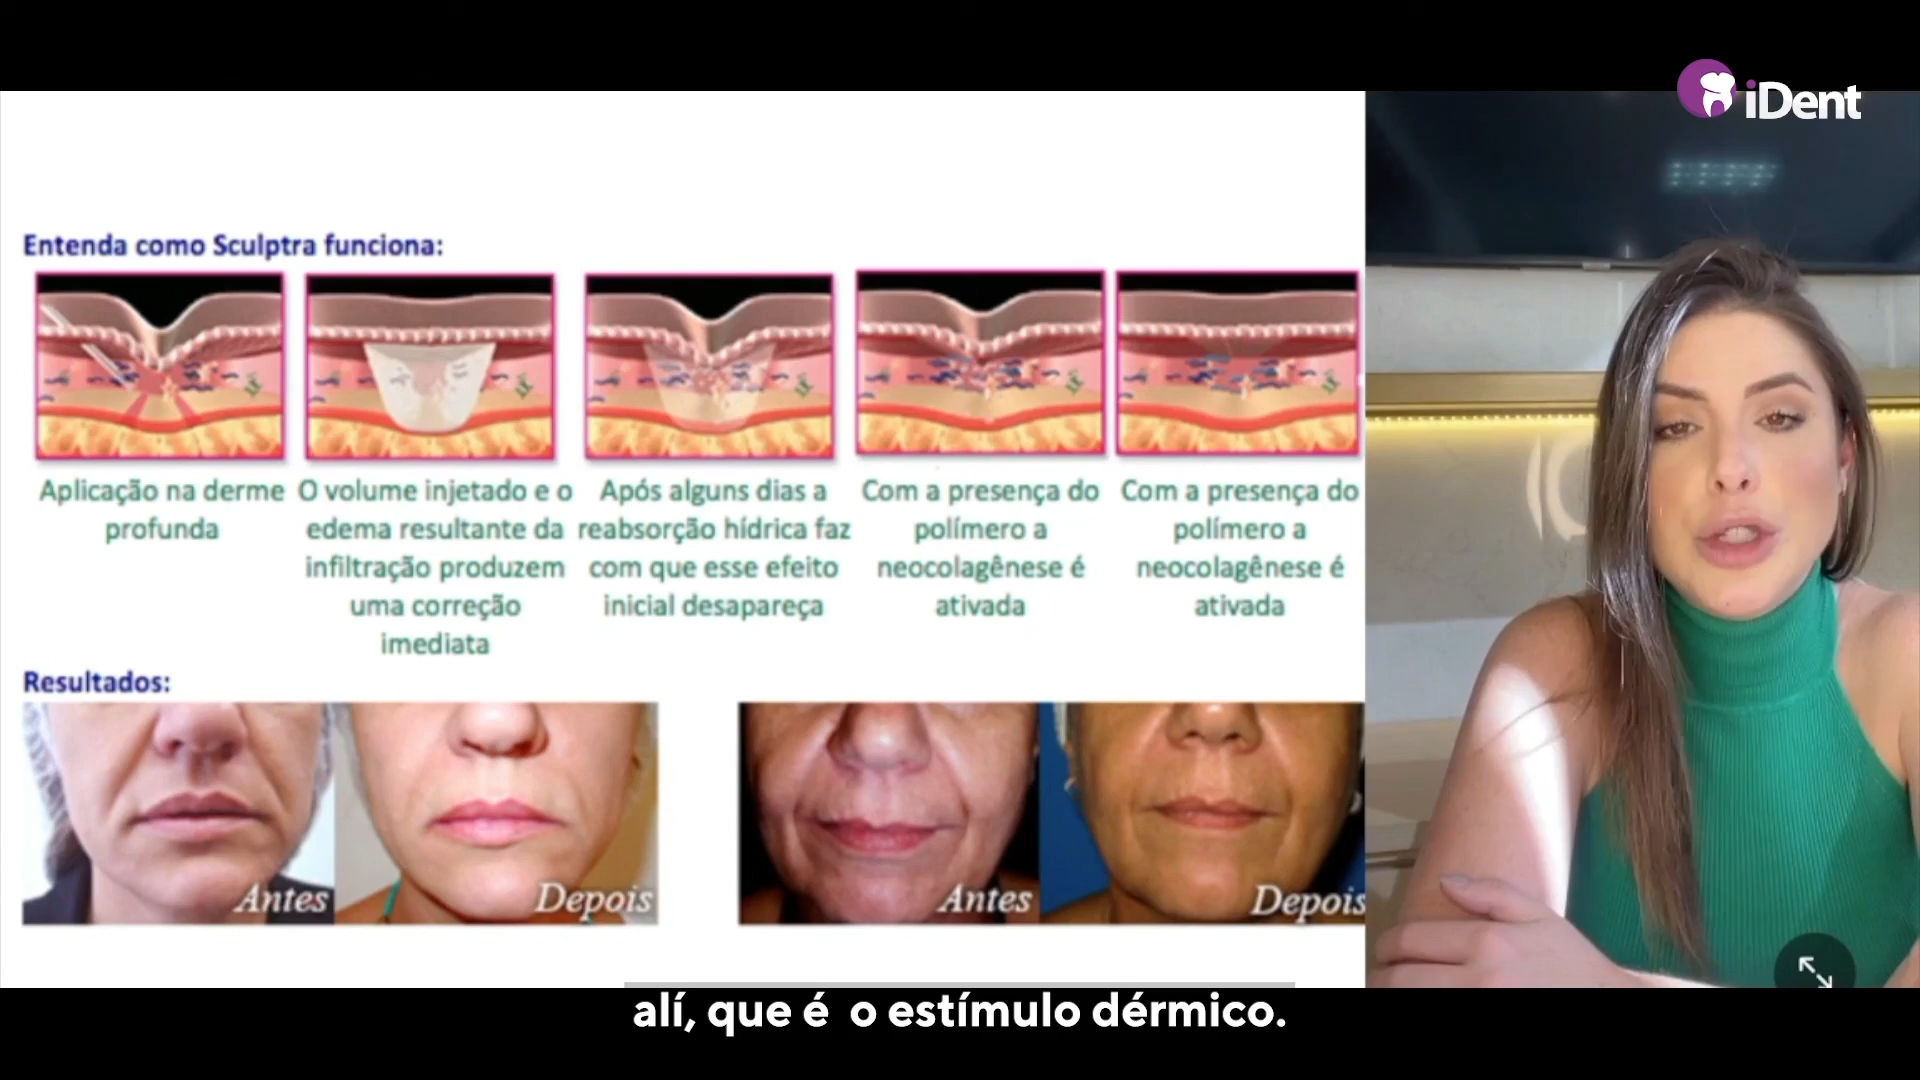 iDent
Entenda como Sculptra funciona:
Aplicação na derme
profunda
O volume injetado e o
edema resultante da
infiltração produzem
uma correção
imediata
Após alguns dias a
reabsorção hídrica faz
com que esse efeito
inicial desapareça
Com a presença do
polímero a
neocolagênese é
ativada
Com a presença do
polímero a
neocolagênese é
ativada
Resultados:
Antes
Depois
Antes
Depois
alí, que é o estímulo dérmico.